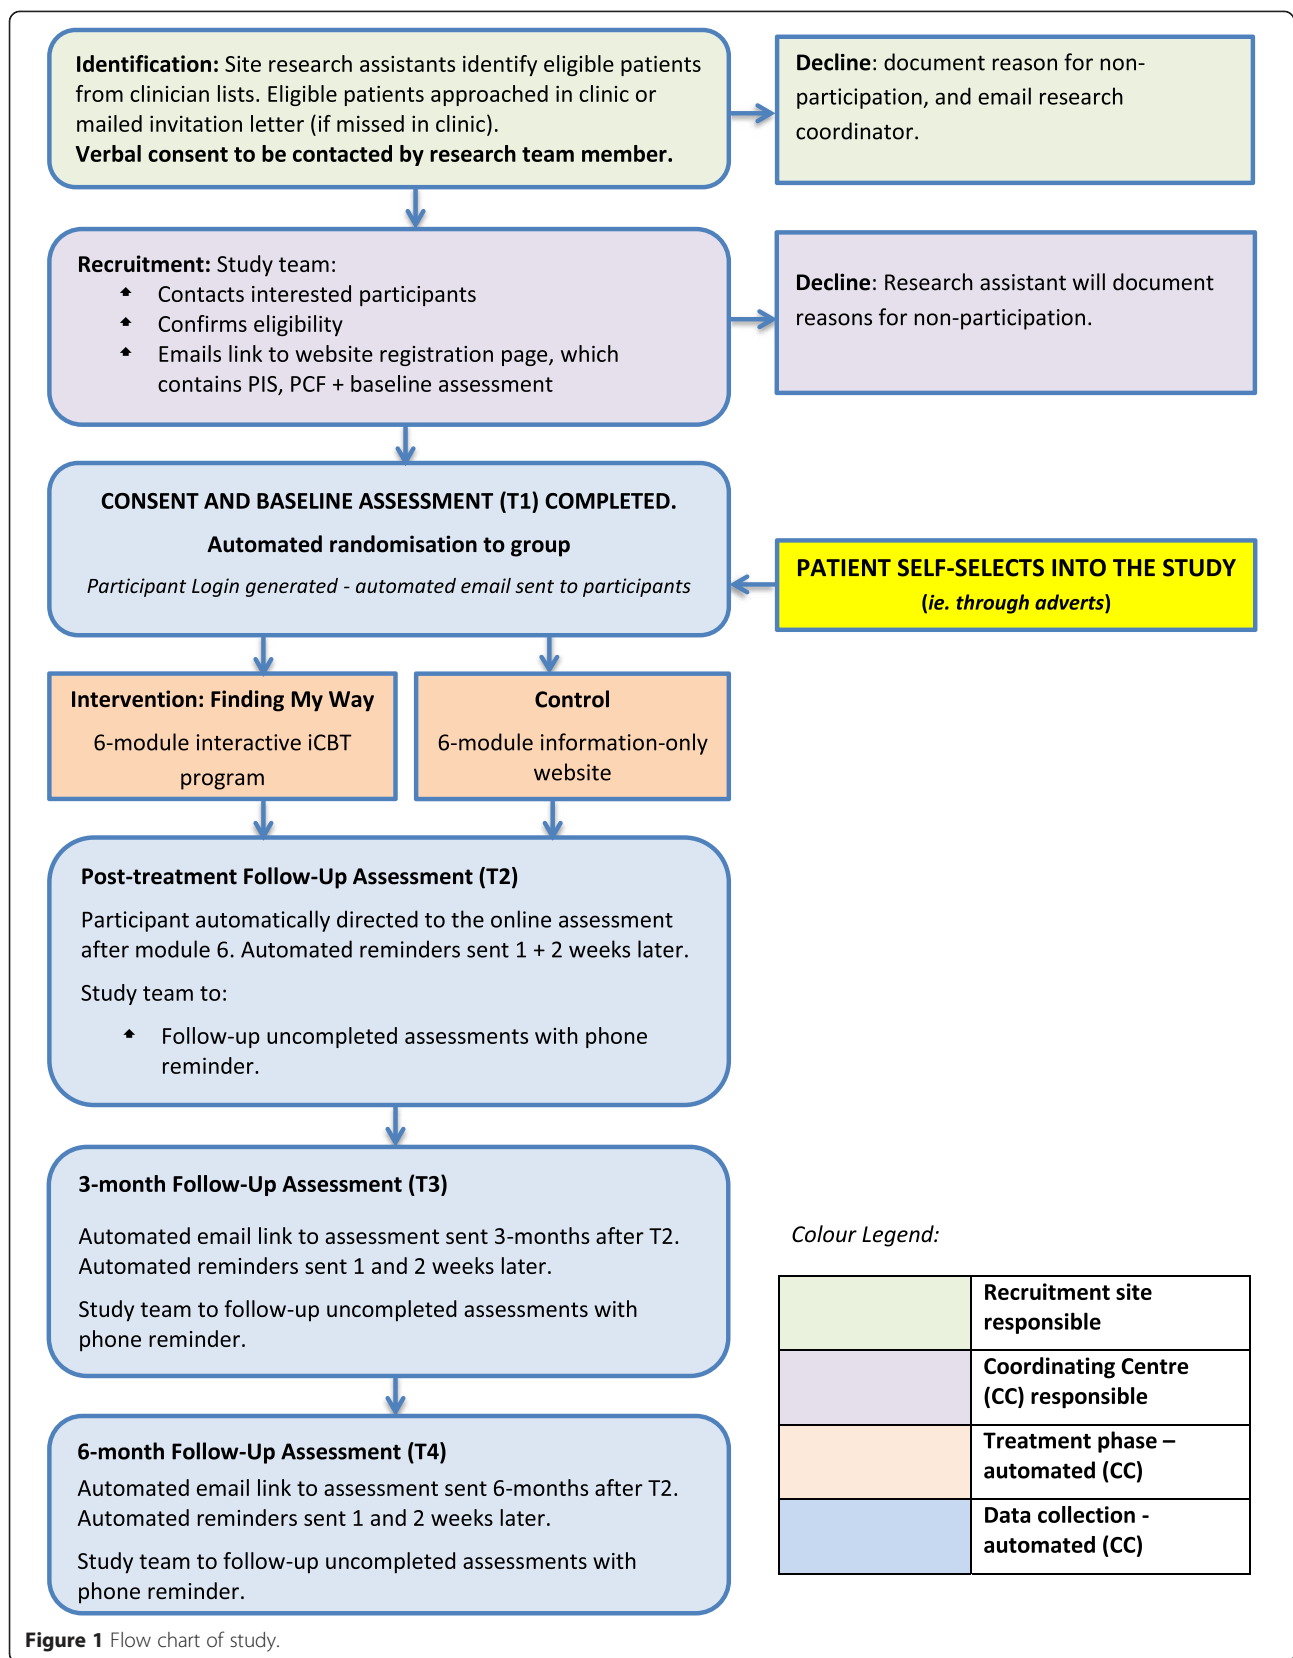 Identification: Site research assistants identify eligible patients
from clinician lists. Eligible patients approached in clinic or
mailed invitation letter (if missed in clinic).
Verbal consent to be contacted by research team member.
Decline: document reason for non-
participation, and email research
coordinator.
Recruitment: Study team:
Contacts interested participants
Confirms eligibility
Emails link to website registration page, which
contains PIS, PCF + baseline assessment
Decline: Research assistant will document
reasons for non-participation.
CONSENT AND BASELINE ASSESSMENT (T1) COMPLETED.
Automated randomisation to group
Participant Login generated - automated email sent to participants
PATIENT SELF-SELECTS INTO THE STUDY
(ie. through adverts)
Intervention: Finding My Way
6-module interactive iCBT
program
Control
6-module information-only
website
Post-treatment Follow-Up Assessment (T2)
Participant automatically directed to the online assessment
after module 6. Automated reminders sent 1 + 2 weeks later.
Study team to:
Follow-up uncompleted assessments with phone
reminder.
3-month Follow-Up Assessment (T3)
Automated email link to assessment sent 3-months after T2.
Automated reminders sent 1 and 2 weeks later.
Study team to follow-up uncompleted assessments with
phone reminder.
6-month Follow-Up Assessment (T4)
Automated email link to assessment sent 6-months after T2.
Automated reminders sent 1 and 2 weeks later.
Study team to follow-up uncompleted assessments with
phone reminder.
Colour Legend:
Recruitment site
responsible
Coordinating Centre
(CC) responsible
Treatment phase –
automated (CC)
Data collection -
automated (CC)
Figure 1 Flow chart of study.